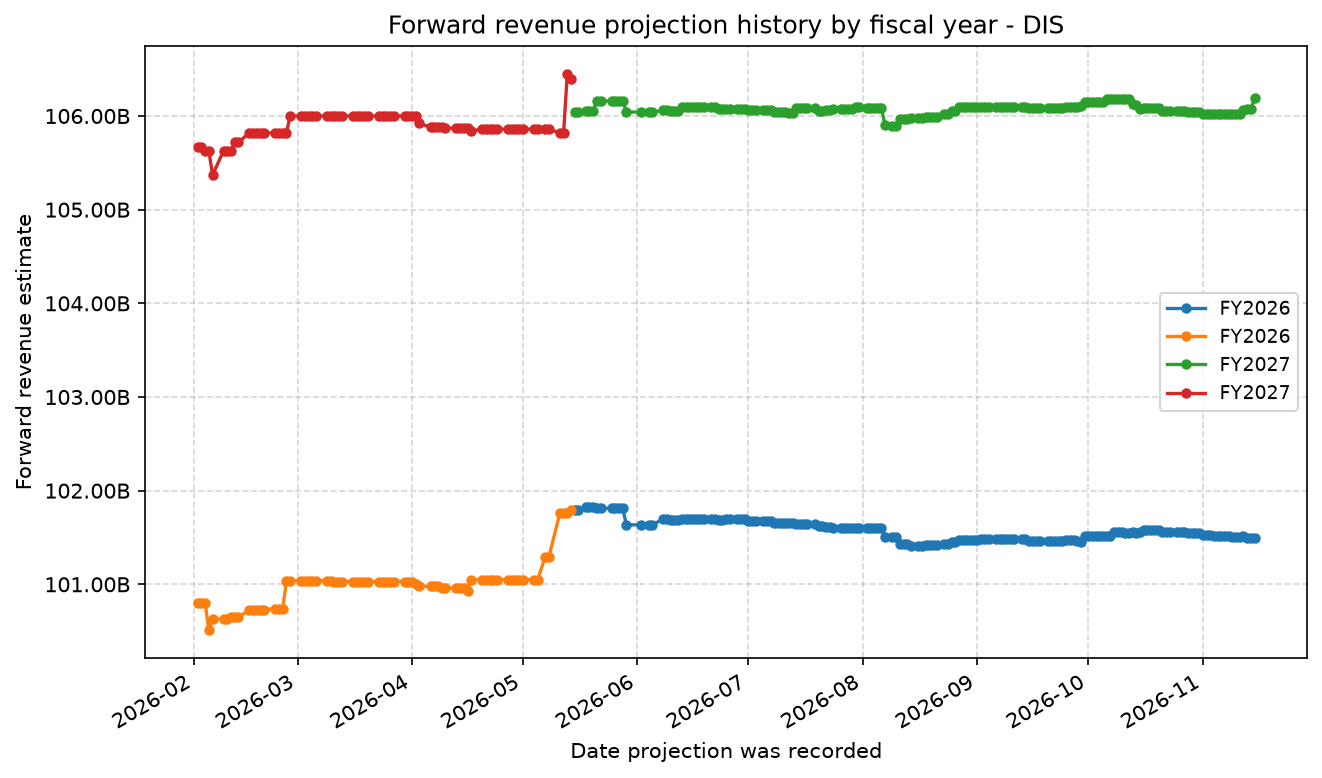 Forward revenue projection history by fiscal year - DIS
Forward revenue estimate
106.00B
105.00B
104.00B
103.00B
102.00B
101.00B
FY2026
FY2026
FY2027
FY2027
2026-02
2026-03
2026-04
2026-05
2026-06
2026-07
2026-08
2026-09
2026-10
2026-11
Date projection was recorded